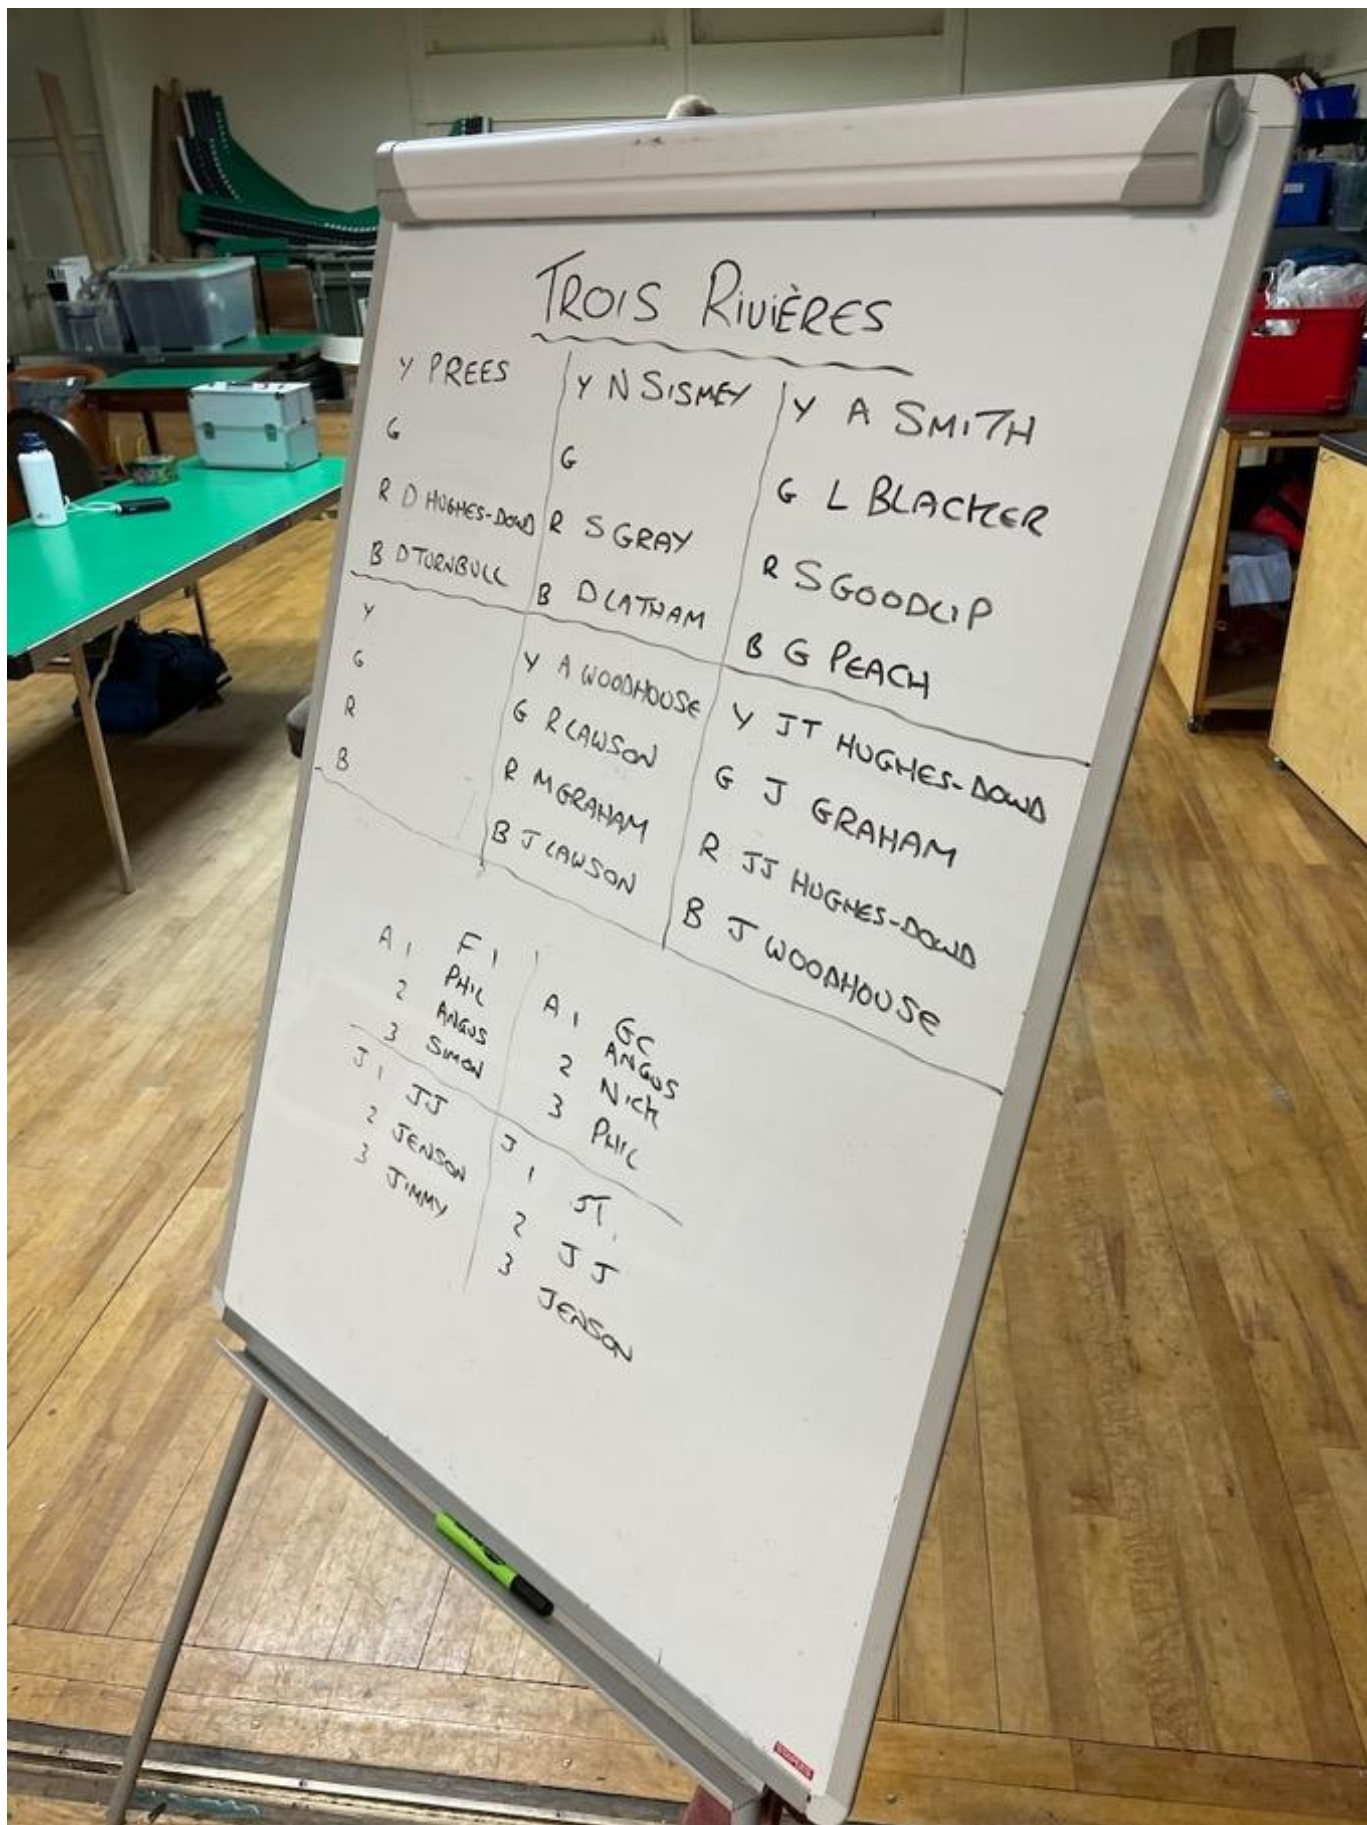 TROIS RIVIÈRES
Y PREES
G
R D HUGHES-DOWD
B D TURNBULL
Y N SISMEY
G
R S GRAY
B D LATHAM
Y A SMITH
G L BLACKER
R S GOODLIP
B G PEACH
Y
G
R
B
Y A WOODHOUSE
G R LAWSON
R M GRAHAM
B J LAWSON
Y JT HUGHES-DOWD
G J GRAHAM
R JJ HUGHES-DOWD
B J WOODHOUSE
F1
A 1 PHIL
2 ANGUS
3 SIMON
J 1 JJ
2 JENSON
3 JIMMY
GC
A 1 ANGUS
2 NICK
3 PHIL
J 1 JT
2 JJ
3 JENSON